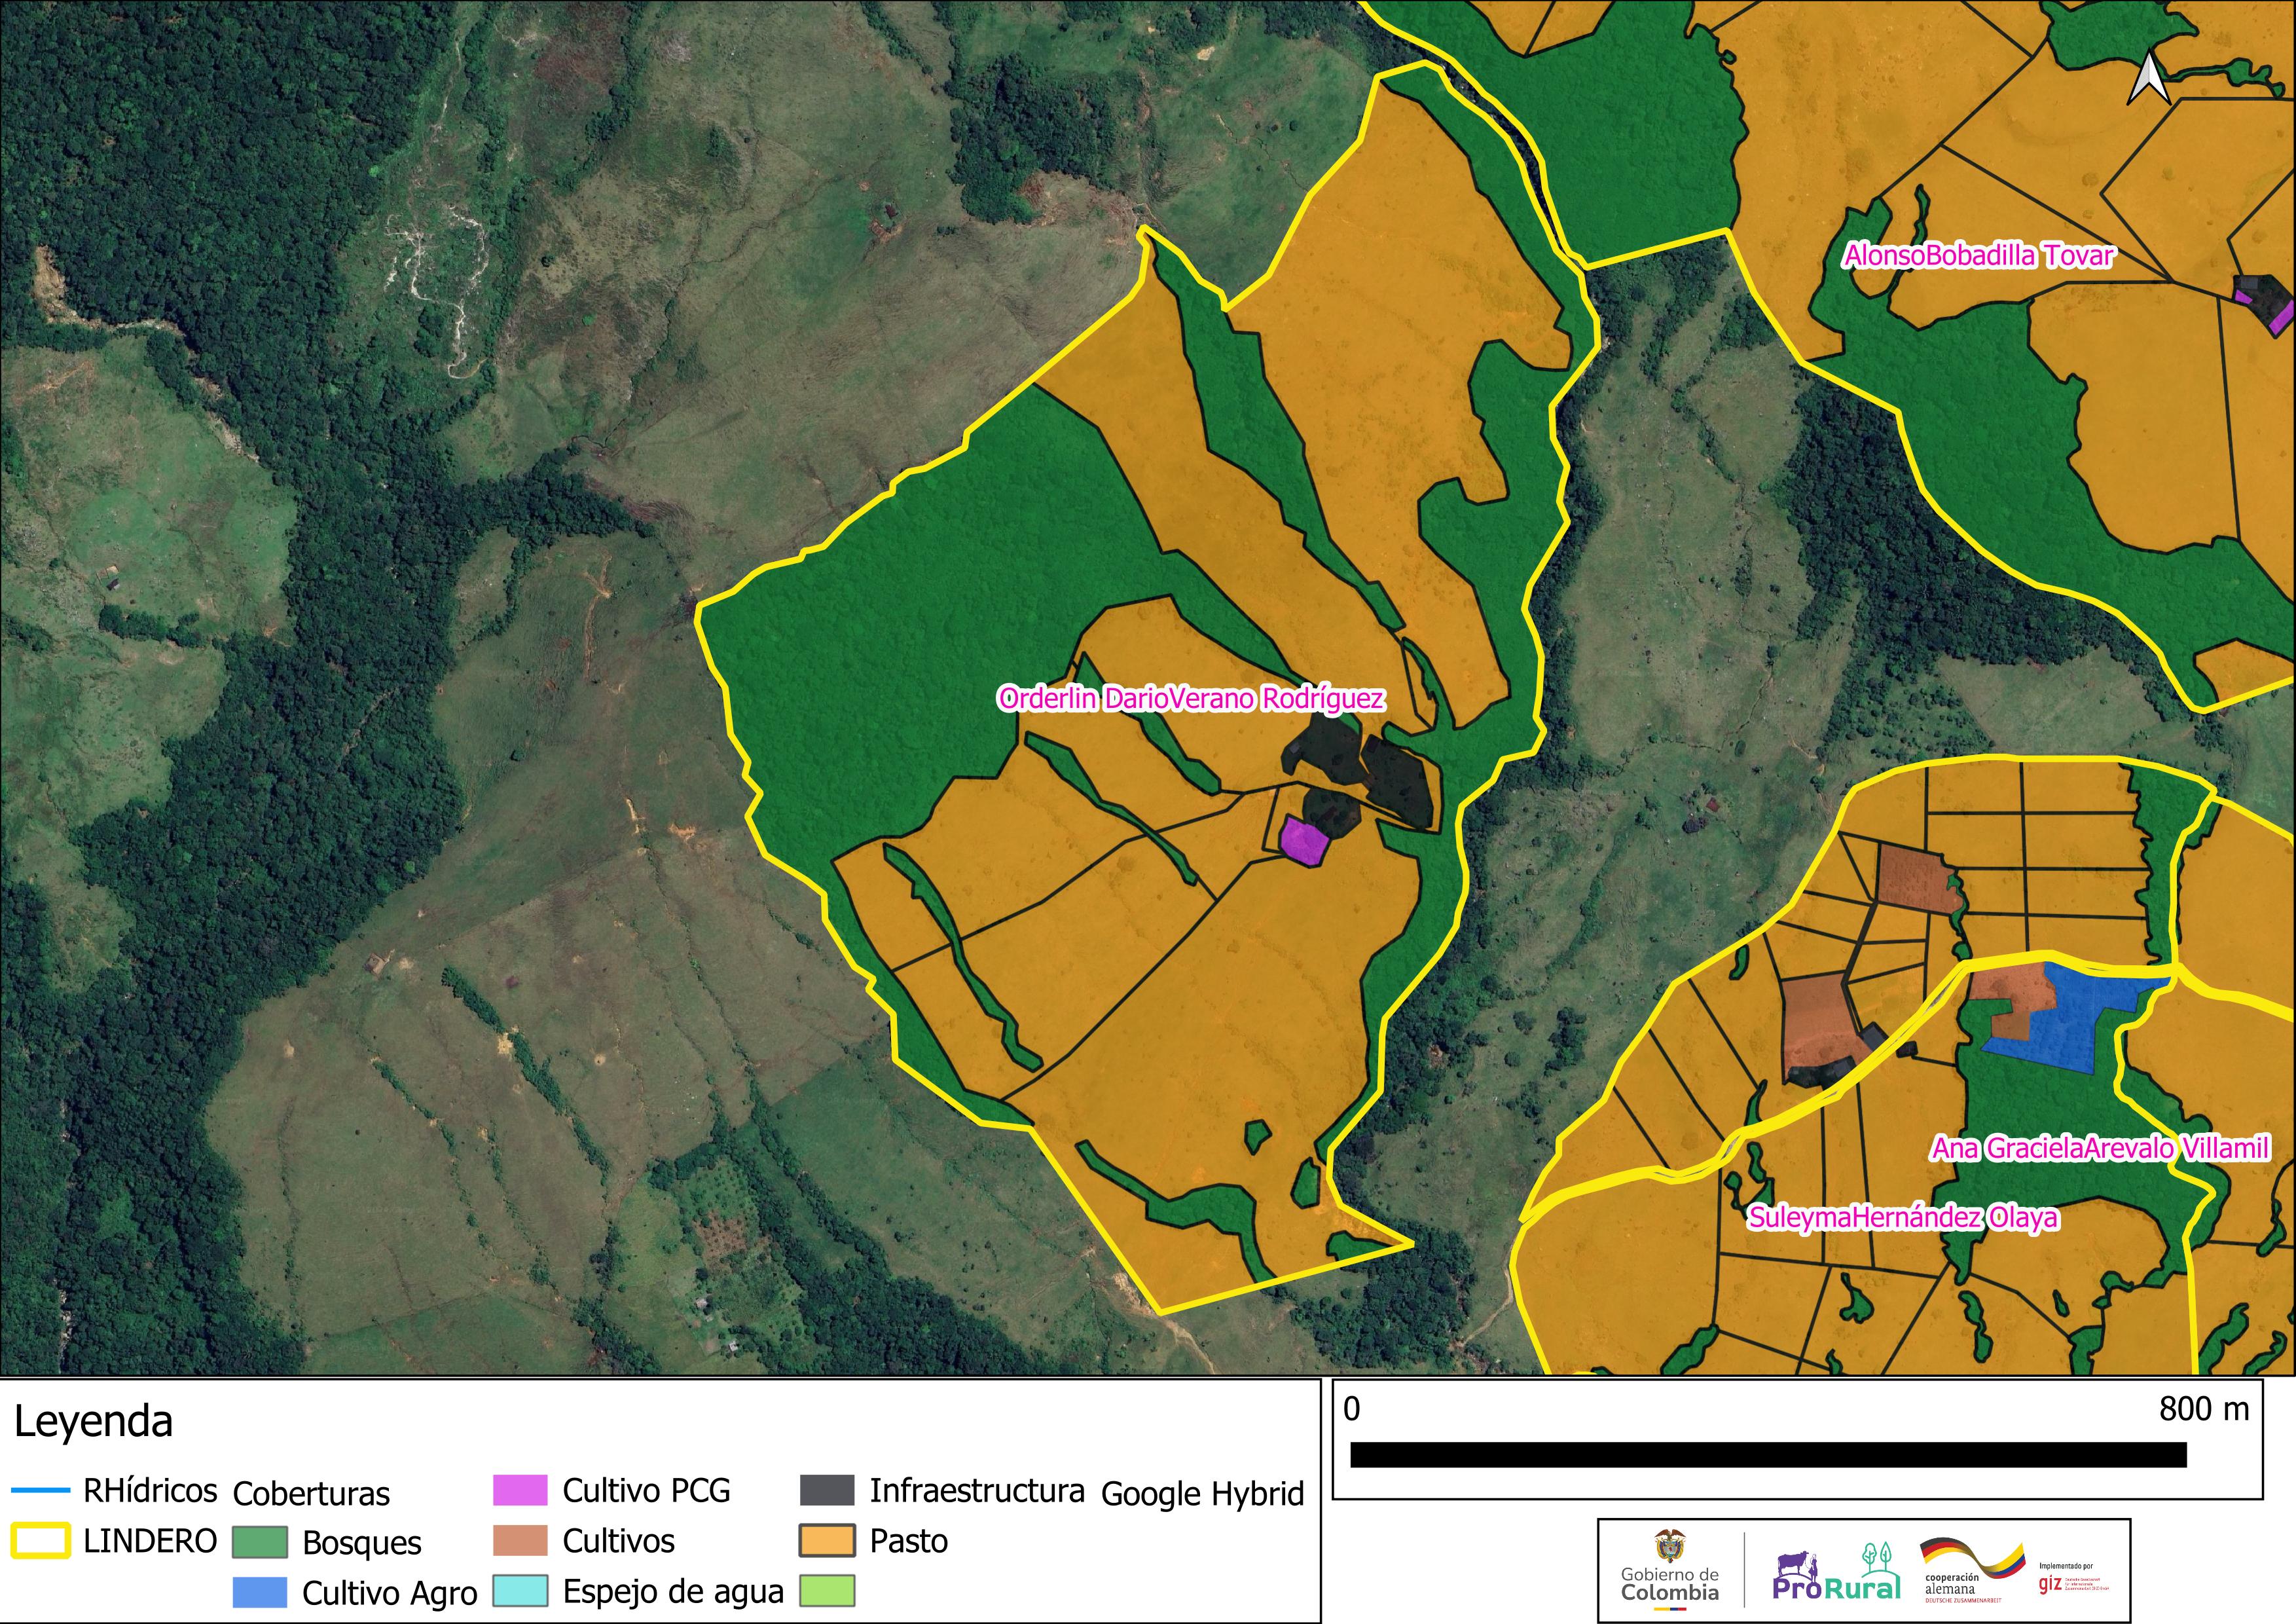 AlonsoBobadilla Tovar
Orderlin DarioVerano Rodríguez
Ana GracielaArevalo Villamil
SuleymaHernández Olaya
Leyenda
RHídricos
LINDERO
Coberturas
Bosques
Cultivo Agro
Cultivo PCG
Cultivos
Espejo de agua
Infraestructura
Pasto
Google Hybrid
0
800 m
Gobierno de
Colombia
ProRural
cooperación
alemana
DEUTSCHE ZUSAMMENARBEIT
Implementado por
giz